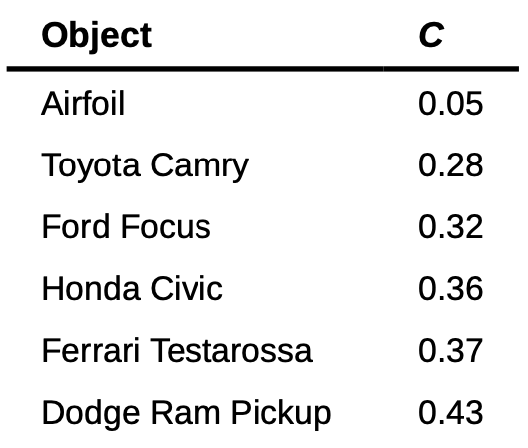 Object C
Airfoil 0.05
Toyota Camry 0.28
Ford Focus 0.32
Honda Civic 0.36
Ferrari Testarossa 0.37
Dodge Ram Pickup 0.43